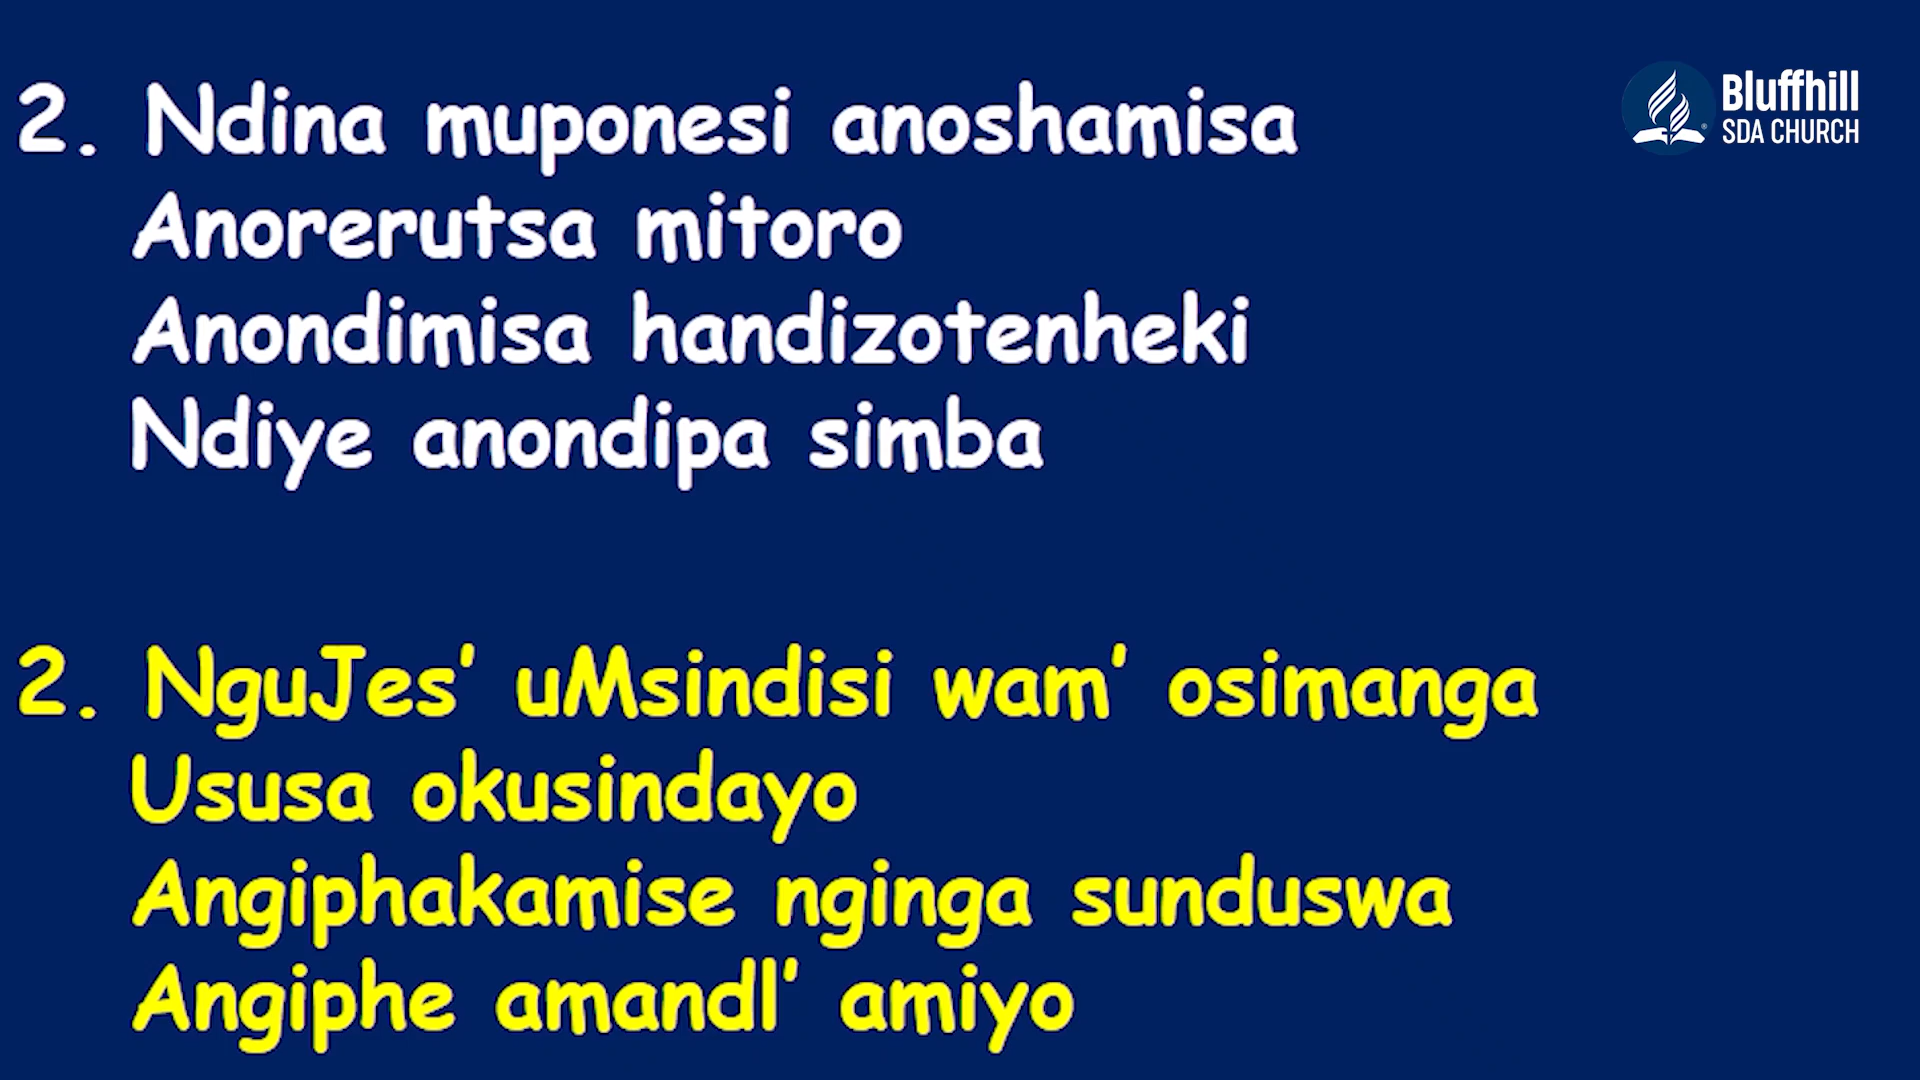 Bluffhill
SDA CHURCH
2. Ndina muponesi anoshamisa
Anorerutsa mitoro
Anondimisa handizotenheki
Ndiye anondipa simba
2. NguJes' uMsindisi wam' osimanga
Ususa okusindayo
Angiphakamise nginga sunduswa
Angiphe amandl' amiyo